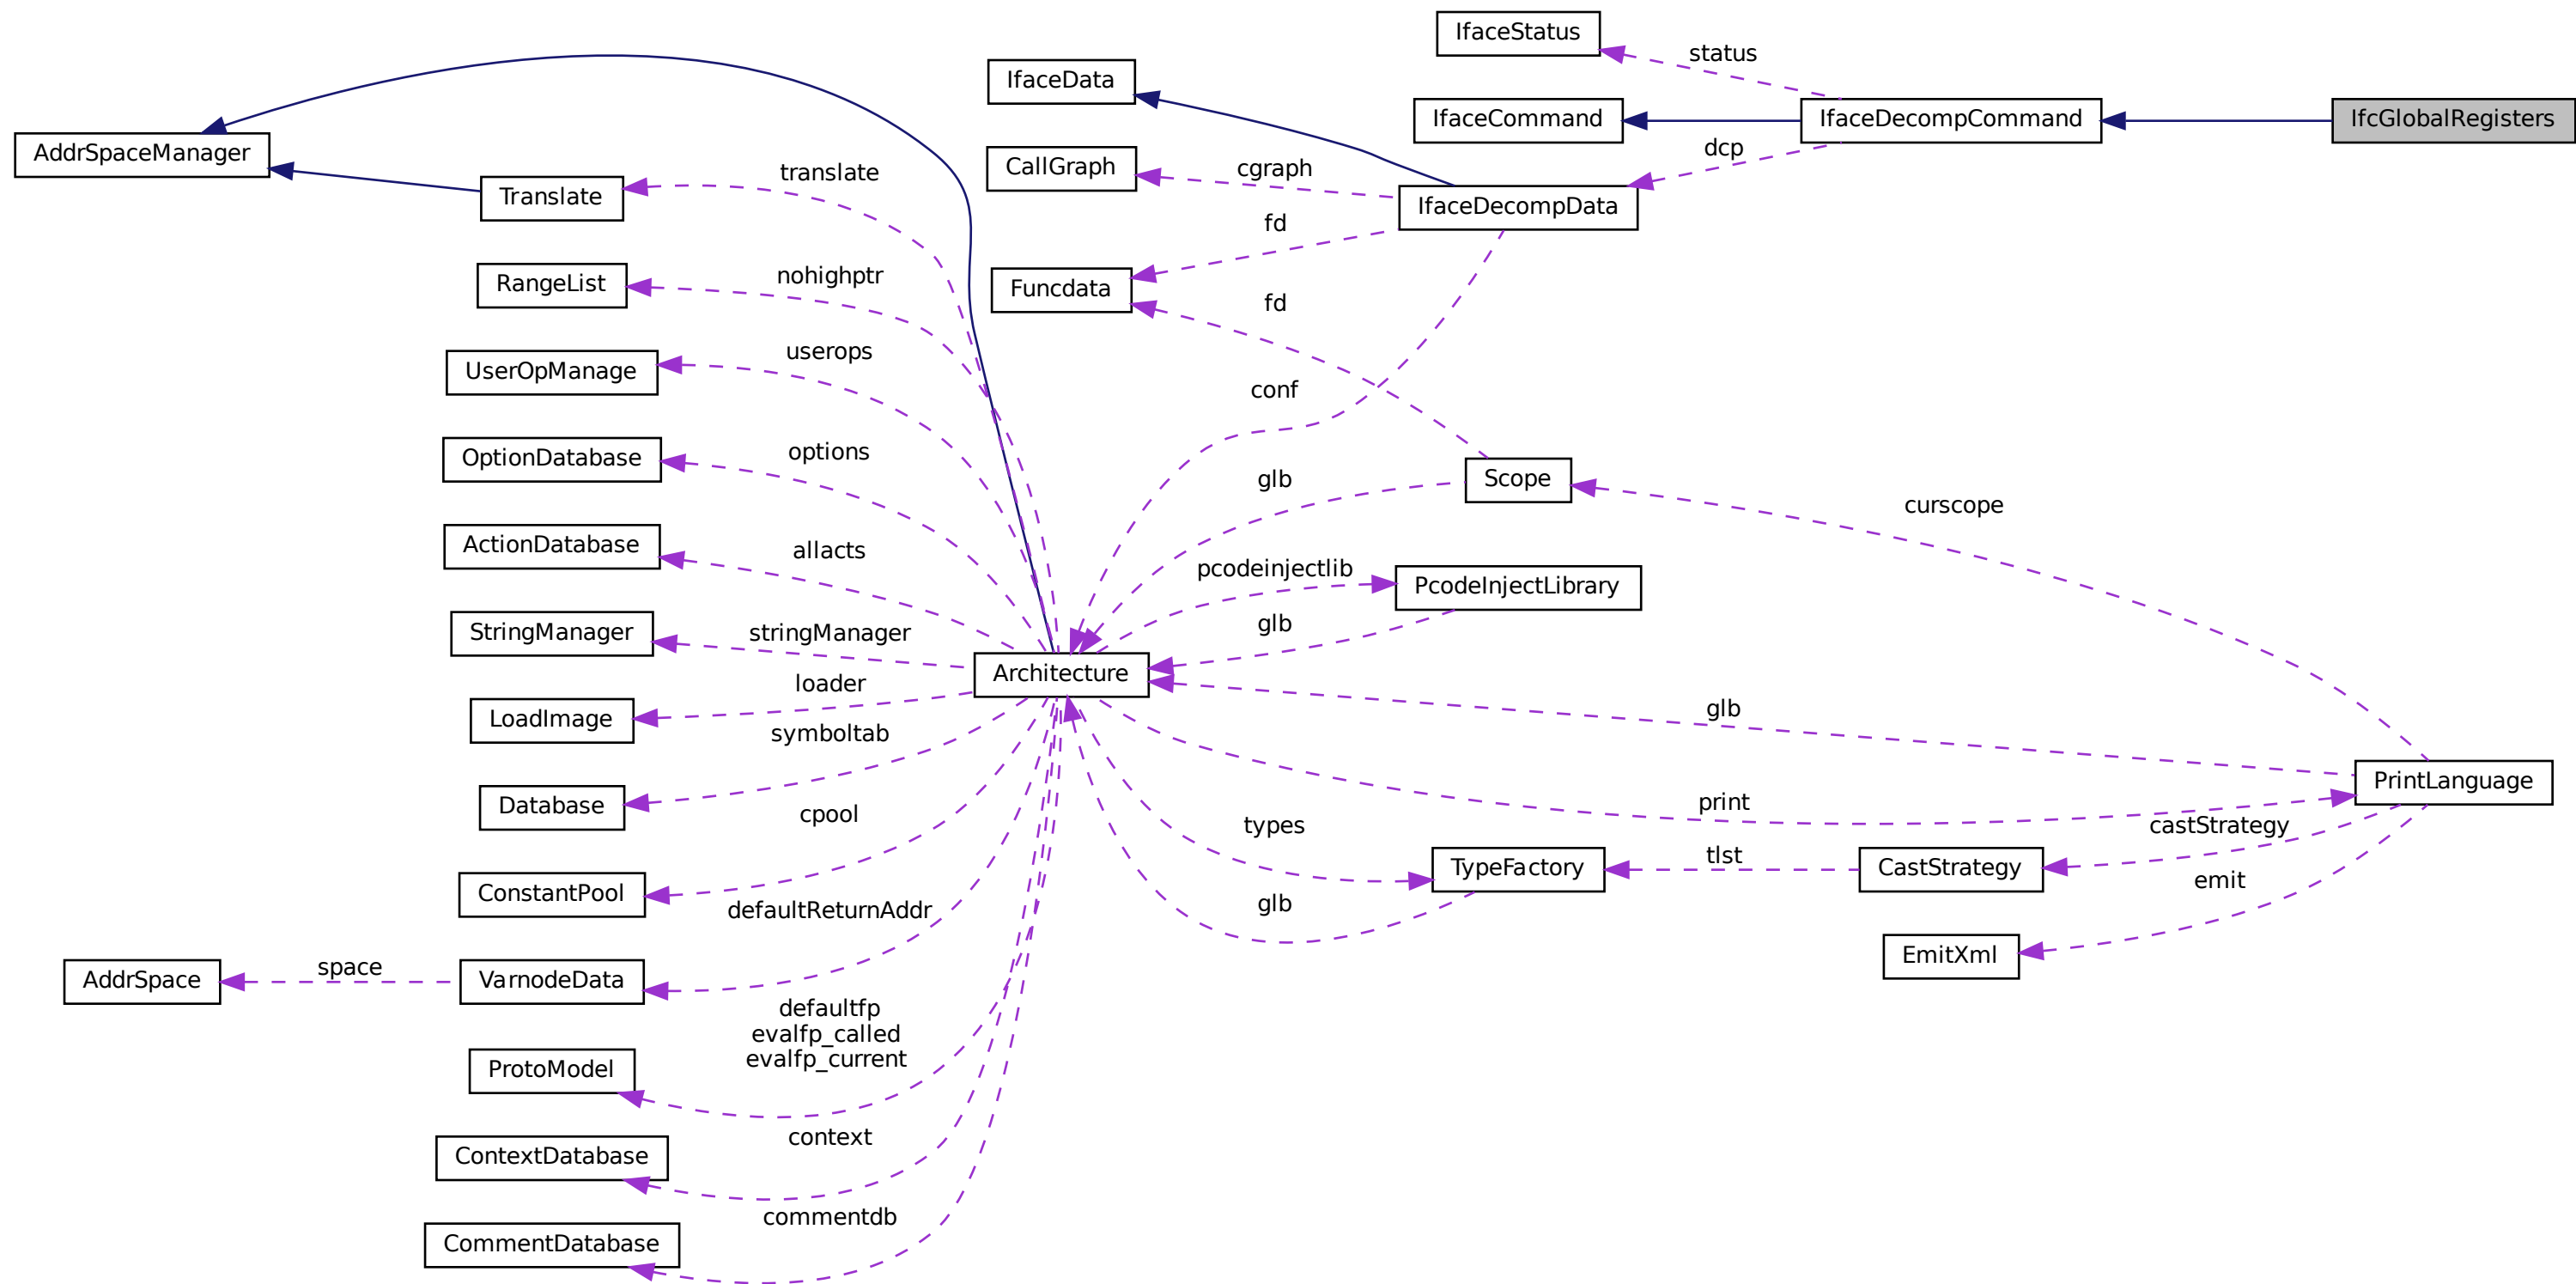 IfaceStatus
status
IfaceData
IfaceCommand
IfaceDecompCommand
IfcGlobalRegisters
AddrSpaceManager
translate
CallGraph
cgraph
dcp
Translate
IfaceDecompData
fd
RangeList
nohighptr
Funcdata
fd
userops
UserOpManage
conf
OptionDatabase
options
glb
Scope
curscope
ActionDatabase
allacts
pcodeinjectlib
PcodeInjectLibrary
StringManager
stringManager
glb
Architecture
loader
LoadImage
symboltab
glb
PrintLanguage
Database
cpool
print
types
castStrategy
TypeFactory
tlst
CastStrategy
ConstantPool
defaultReturnAddr
glb
emit
EmitXml
AddrSpace
space
VarnodeData
defaultfp
evalfp_called
evalfp_current
ProtoModel
context
ContextDatabase
commentdb
CommentDatabase